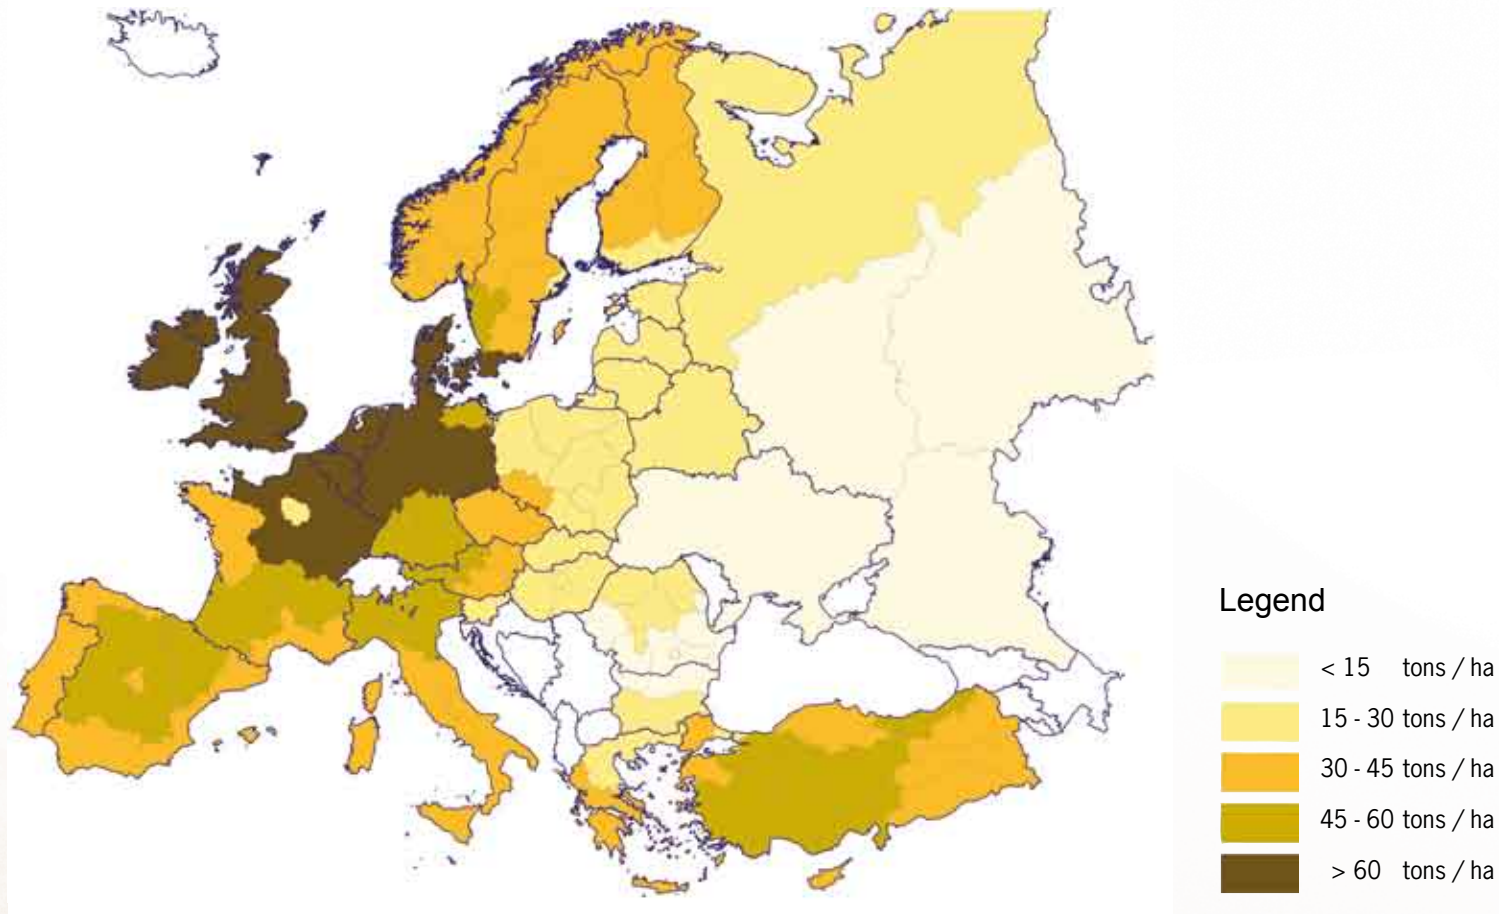 Legend
< 15 tons / ha
15 - 30 tons / ha
30 - 45 tons / ha
45 - 60 tons / ha
> 60 tons / ha